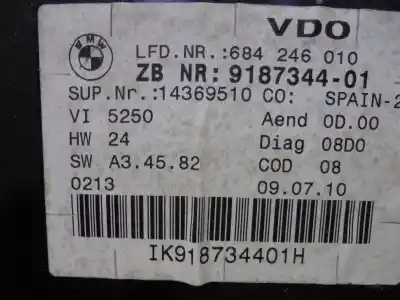 BMW
VDO
LFD.NR.:684 246 010
ZB NR: 9187344-01
SUP.Nr.:14369510 CO: SPAIN-2
VI 5250 Aend 0D.00
HW 24 Diag 08D0
SW A3.45.82 COD 08
0213 09.07.10
IK918734401H